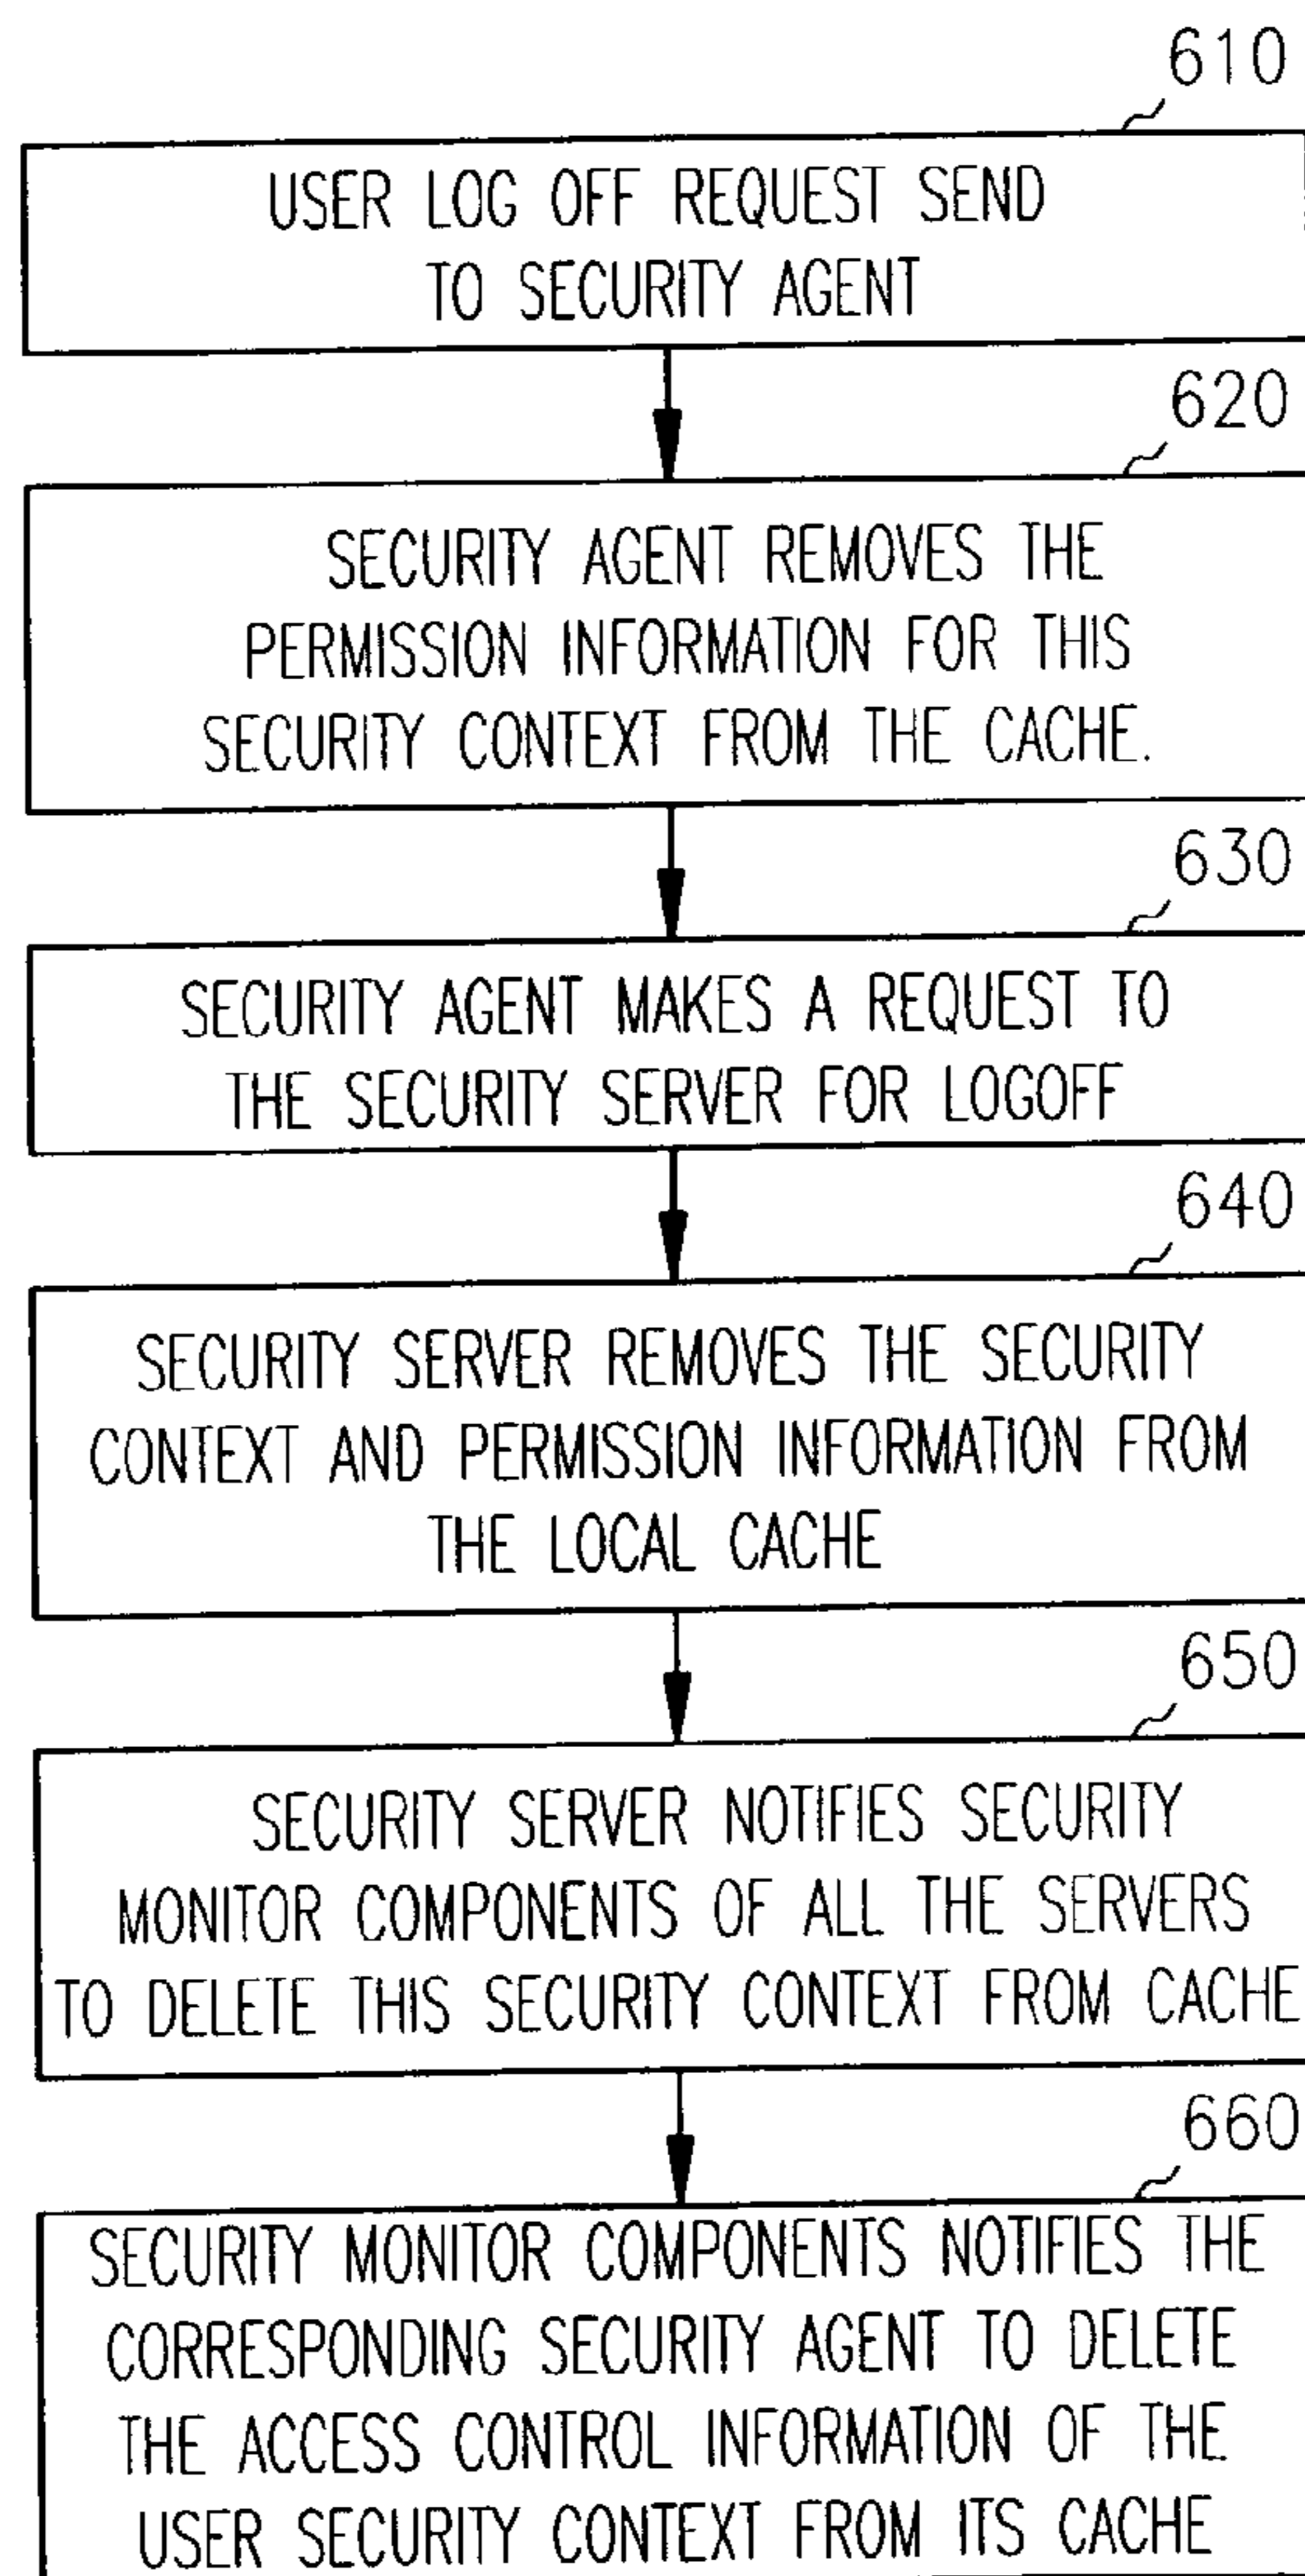 610
USER LOG OFF REQUEST SEND
TO SECURITY AGENT
620
SECURITY AGENT REMOVES THE
PERMISSION INFORMATION FOR THIS
SECURITY CONTEXT FROM THE CACHE.
630
SECURITY AGENT MAKES A REQUEST TO
THE SECURITY SERVER FOR LOGOFF
640
SECURITY SERVER REMOVES THE SECURITY
CONTEXT AND PERMISSION INFORMATION FROM
THE LOCAL CACHE
650
SECURITY SERVER NOTIFIES SECURITY
MONITOR COMPONENTS OF ALL THE SERVERS
TO DELETE THIS SECURITY CONTEXT FROM CACHE
660
SECURITY MONITOR COMPONENTS NOTIFIES THE
CORRESPONDING SECURITY AGENT TO DELETE
THE ACCESS CONTROL INFORMATION OF THE
USER SECURITY CONTEXT FROM ITS CACHE